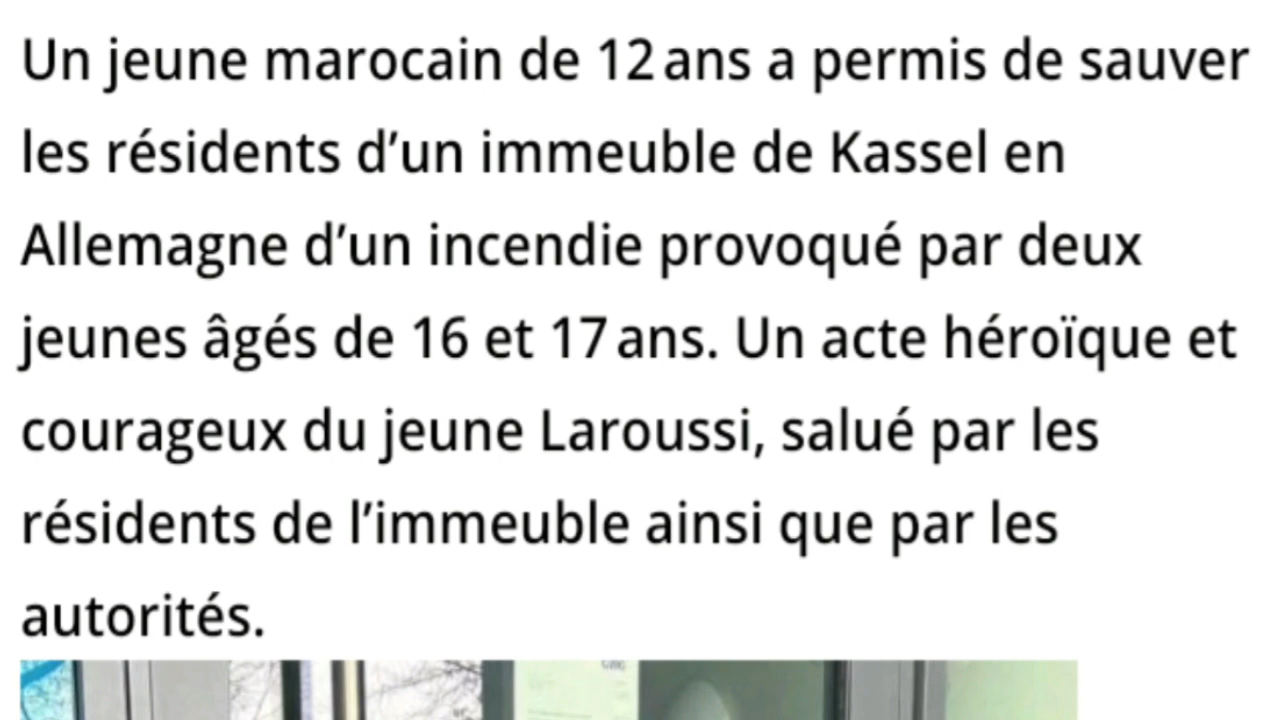 Un jeune marocain de 12 ans a permis de sauver
les résidents d’un immeuble de Kassel en
Allemagne d’un incendie provoqué par deux
jeunes âgés de 16 et 17 ans. Un acte héroïque et
courageux du jeune Laroussi, salué par les
résidents de l’immeuble ainsi que par les
autorités.